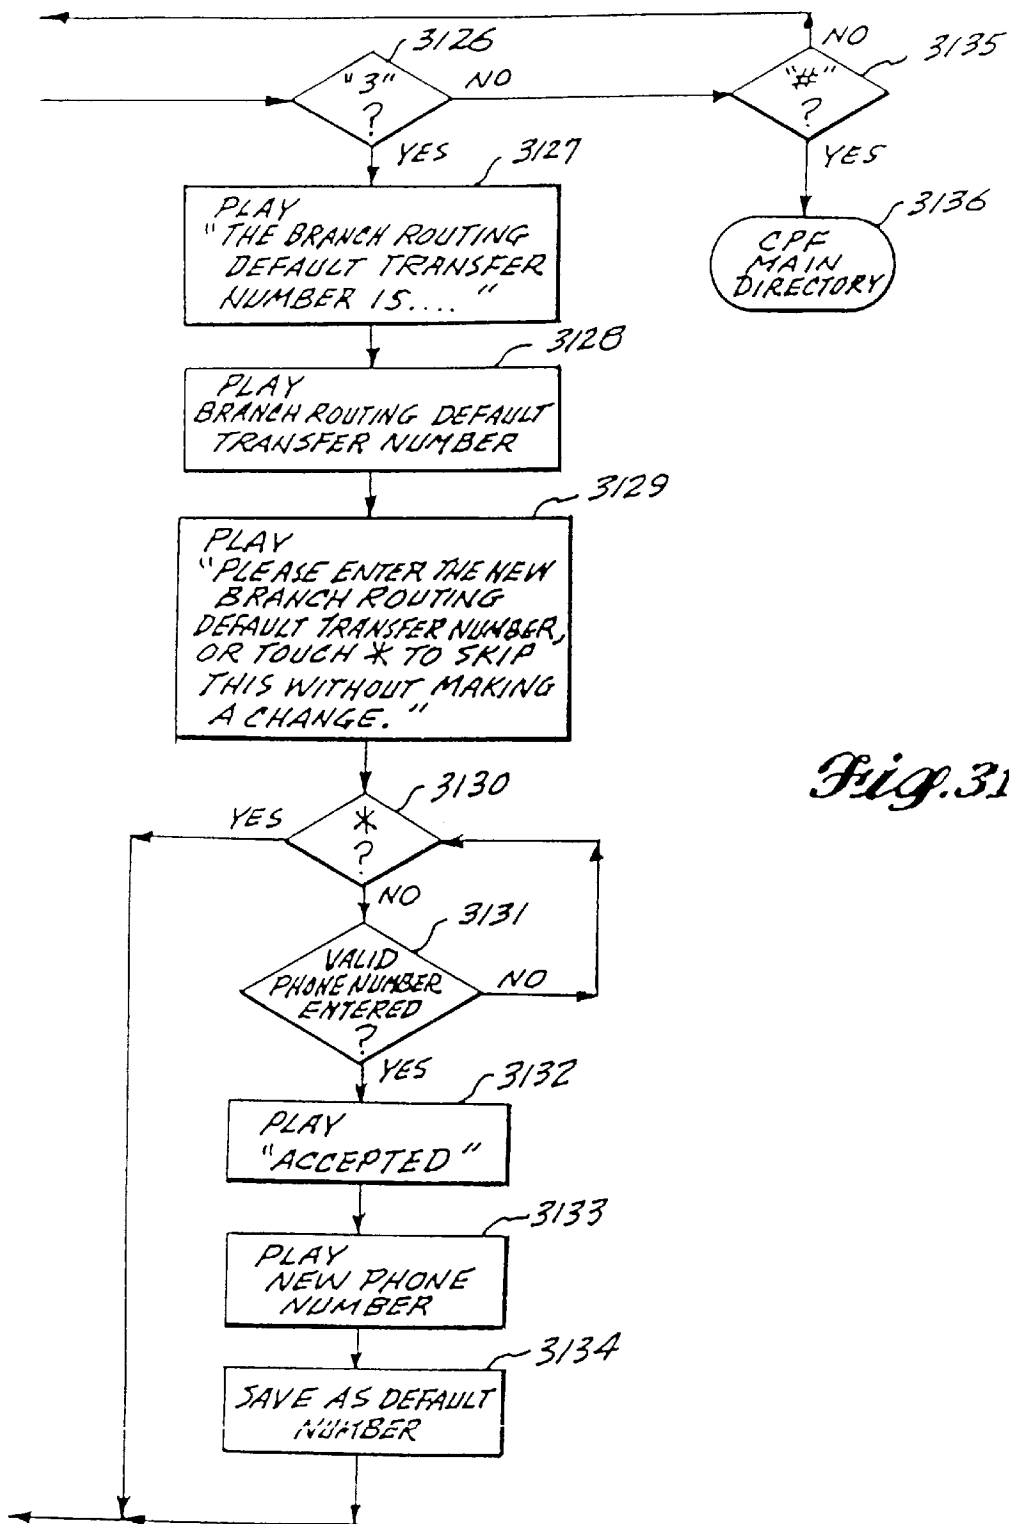 NO
3126
3135
"3"
?
NO
"#"
?
YES
YES
3127
3136
PLAY
"THE BRANCH ROUTING
DEFAULT TRANSFER
NUMBER IS...."
CPF
MAIN
DIRECTORY
3128
PLAY
BRANCH ROUTING DEFAULT
TRANSFER NUMBER
3129
PLAY
"PLEASE ENTER THE NEW
BRANCH ROUTING
DEFAULT TRANSFER NUMBER,
OR TOUCH * TO SKIP
THIS WITHOUT MAKING
A CHANGE."
Fig.31
3130
YES
*
?
NO
3131
VALID
PHONE NUMBER
ENTERED
?
NO
YES
3132
PLAY
"ACCEPTED"
3133
PLAY
NEW PHONE
NUMBER
3134
SAVE AS DEFAULT
NUMBER